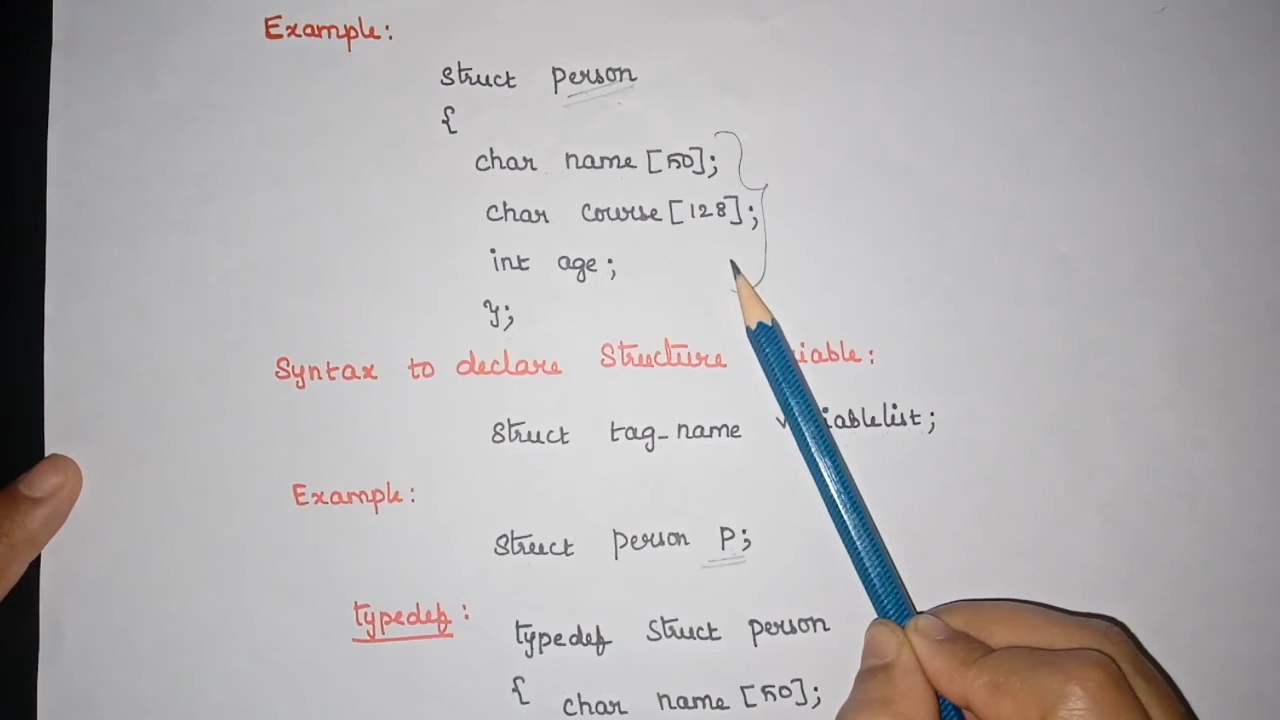 Example:
struct person
{
char name [50];
char course [128];
int age;
};
Syntax to declare Structure
struct tag_name
Example:
struct person P;
typedef: typedef struct person
{ char name [50];